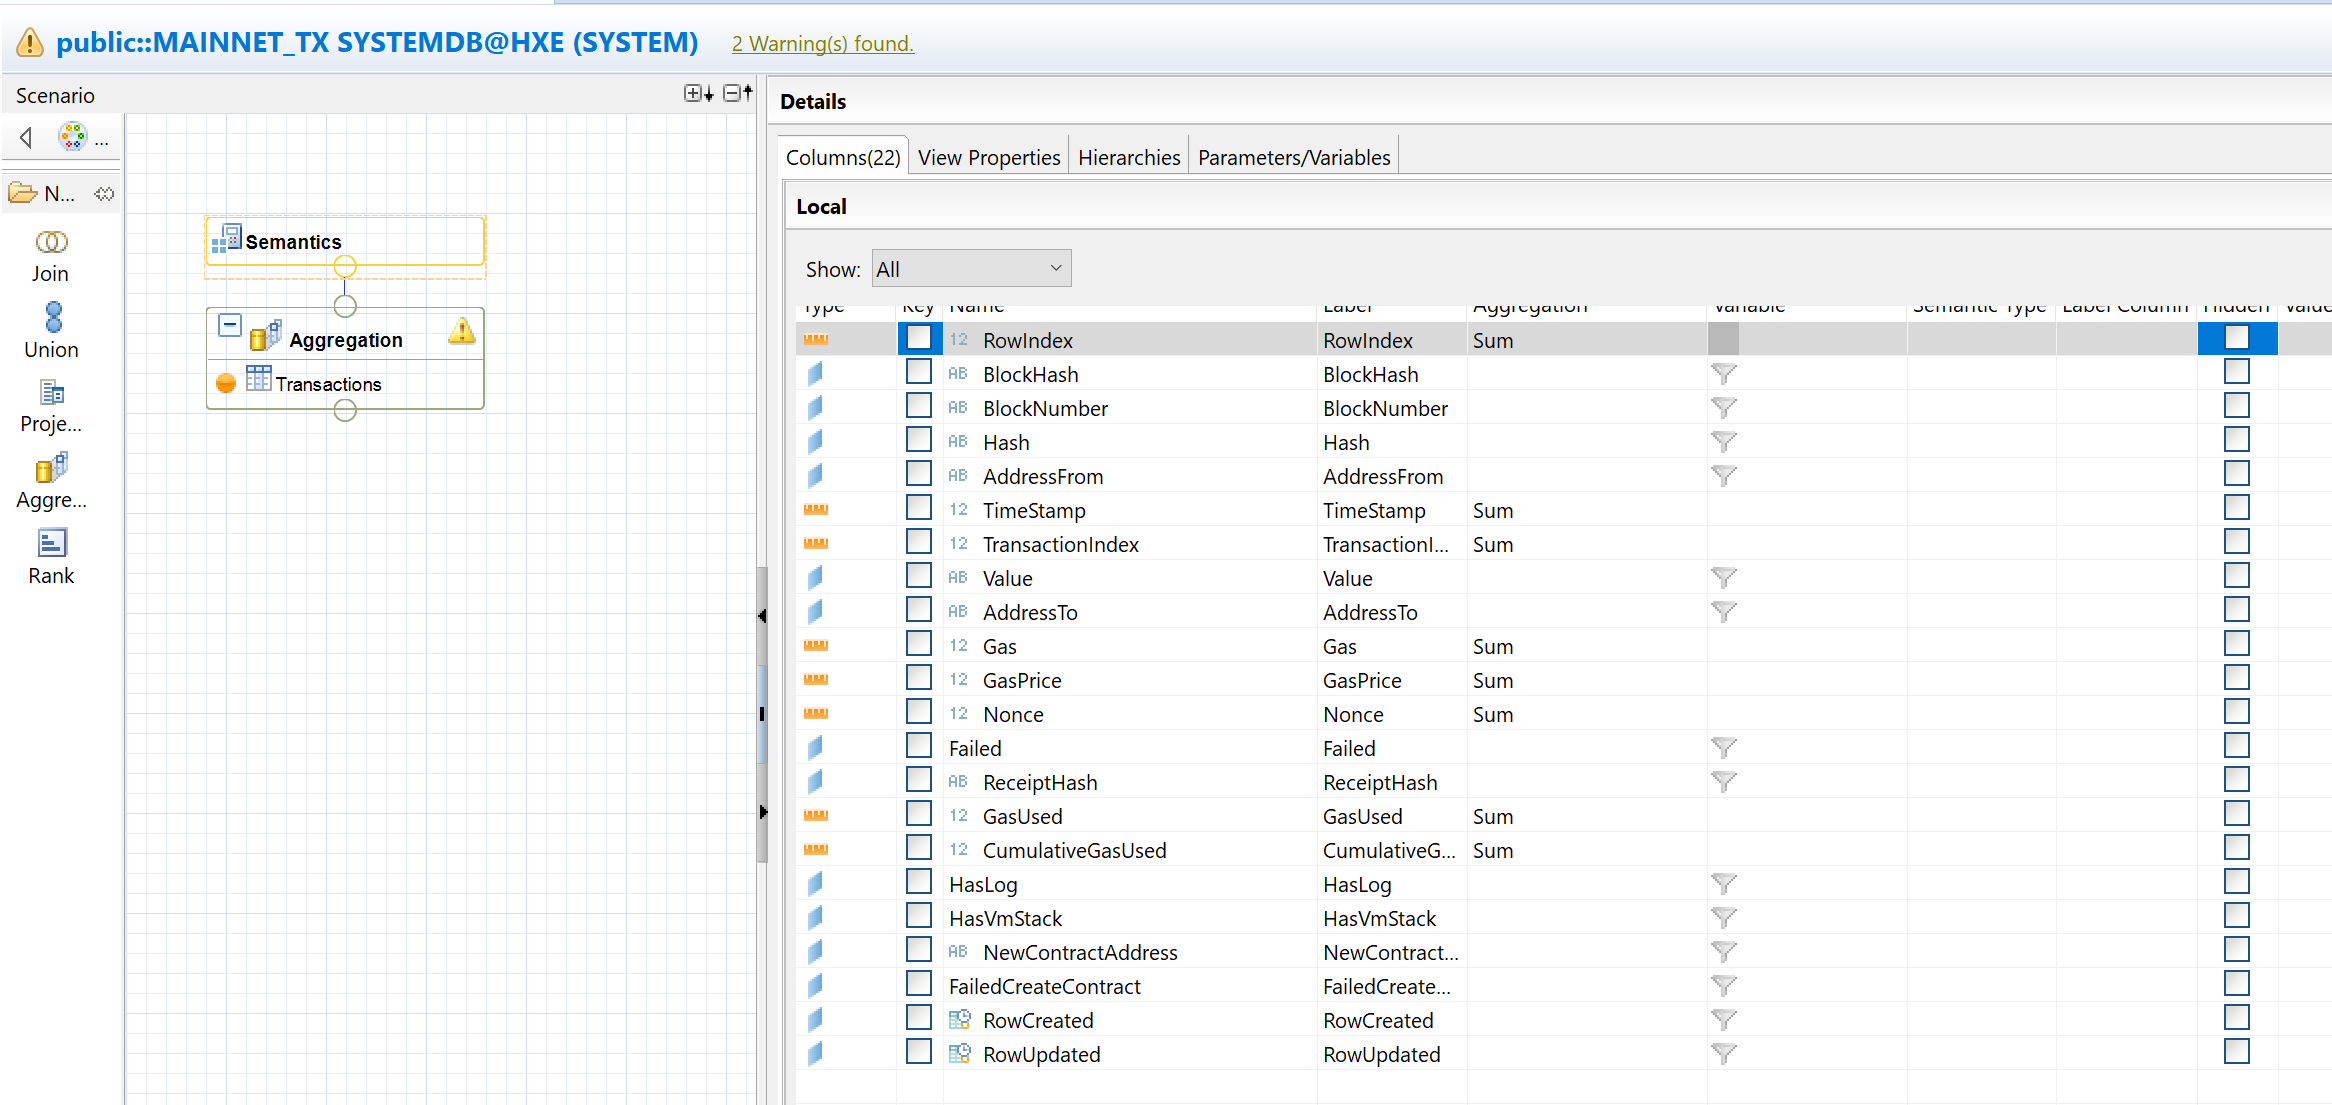 public::MAINNET_TX SYSTEMDB@HXE (SYSTEM) 2 Warning(s) found.
Scenario
...
N...
Join
Union
Proje...
Aggre...
Rank
Semantics
Aggregation
Transactions
Details
Columns(22) View Properties Hierarchies Parameters/Variables
Local
Show: All
Type Key Name Label Aggregation Variable Semantic Type Label Column Hidden Value
12 RowIndex RowIndex Sum
AB BlockHash BlockHash
AB BlockNumber BlockNumber
AB Hash Hash
AB AddressFrom AddressFrom
12 TimeStamp TimeStamp Sum
12 TransactionIndex TransactionI... Sum
AB Value Value
AB AddressTo AddressTo
12 Gas Gas Sum
12 GasPrice GasPrice Sum
12 Nonce Nonce Sum
Failed Failed
AB ReceiptHash ReceiptHash
12 GasUsed GasUsed Sum
12 CumulativeGasUsed CumulativeG... Sum
HasLog HasLog
HasVmStack HasVmStack
AB NewContractAddress NewContract...
FailedCreateContract FailedCreate...
RowCreated RowCreated
RowUpdated RowUpdated